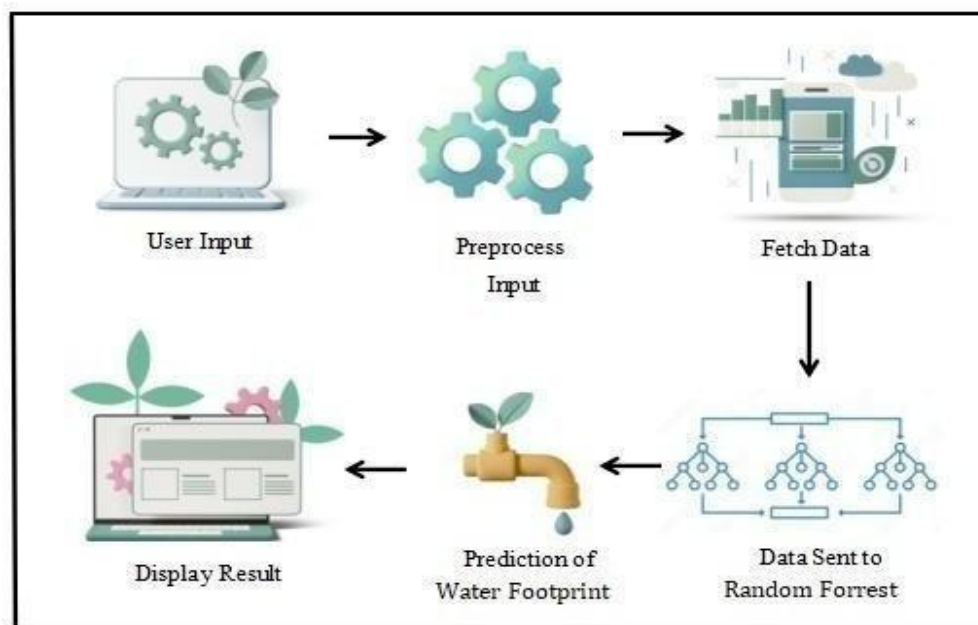 User Input
Preprocess
Input
Fetch Data
Display Result
Prediction of
Water Footprint
Data Sent to
Random Forrest